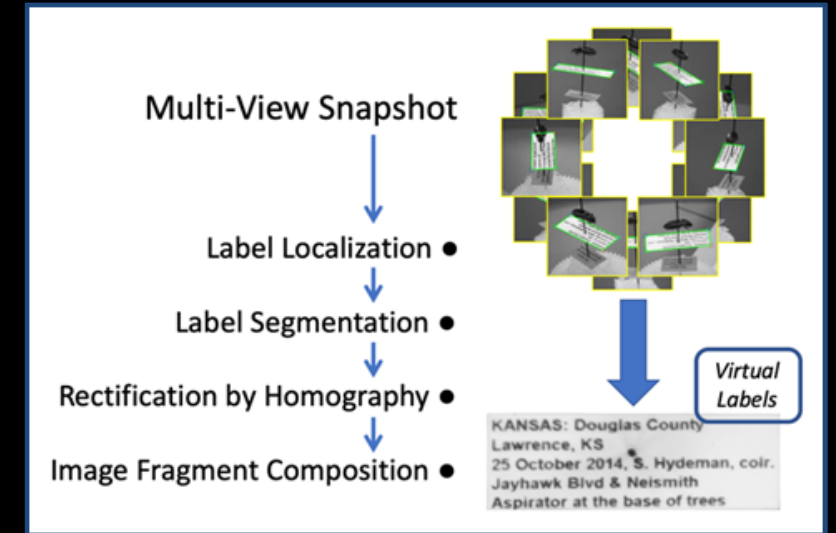 Multi-View Snapshot
Label Localization ●
Label Segmentation ●
Rectification by Homography ●
Image Fragment Composition ●
Virtual
Labels
KANSAS: Douglas County
Lawrence, KS
25 October 2014, S. Hydeman, coir.
Jayhawk Blvd & Neismith
Aspirator at the base of trees